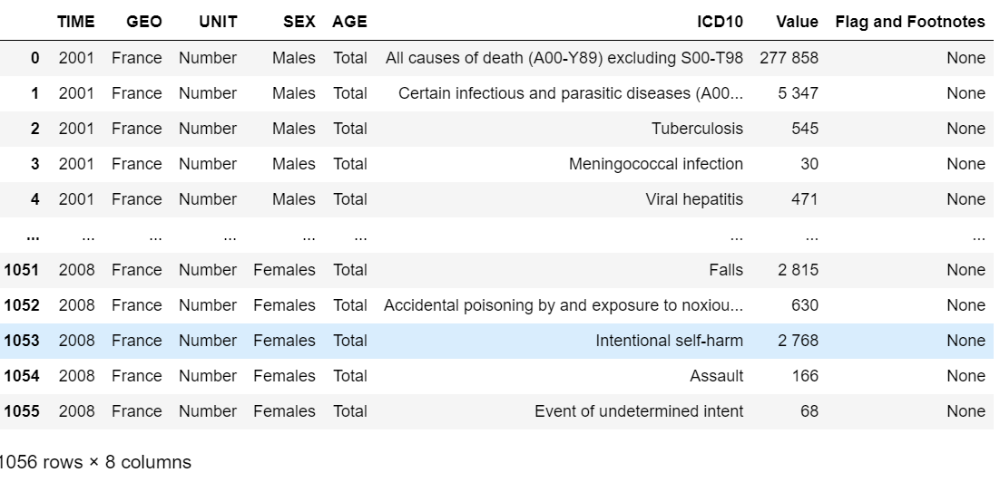 TIME GEO UNIT SEX AGE ICD10 Value Flag and Footnotes
0 2001 France Number Males Total All causes of death (A00-Y89) excluding S00-T98 277 858 None
1 2001 France Number Males Total Certain infectious and parasitic diseases (A00... 5 347 None
2 2001 France Number Males Total Tuberculosis 545 None
3 2001 France Number Males Total Meningococcal infection 30 None
4 2001 France Number Males Total Viral hepatitis 471 None
... ... ... ... ... ... ... ... ...
1051 2008 France Number Females Total Falls 2 815 None
1052 2008 France Number Females Total Accidental poisoning by and exposure to noxiou... 630 None
1053 2008 France Number Females Total Intentional self-harm 2 768 None
1054 2008 France Number Females Total Assault 166 None
1055 2008 France Number Females Total Event of undetermined intent 68 None
1056 rows × 8 columns